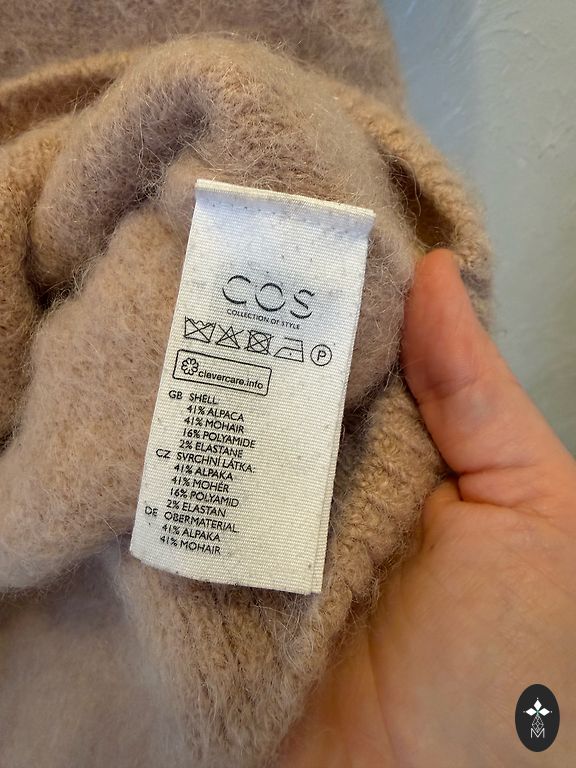 COS
COLLECTION OF STYLE
P
clevercare.info
GB SHELL:
41% ALPACA
41% MOHAIR
16% POLYAMIDE
2% ELASTANE
CZ SVRCHNÍ LÁTKA:
41% ALPAKA
41% MOHÉR
16% POLYAMID
2% ELASTAN
DE OBERMATERIAL
41% ALPAKA
41% MOHAIR
M